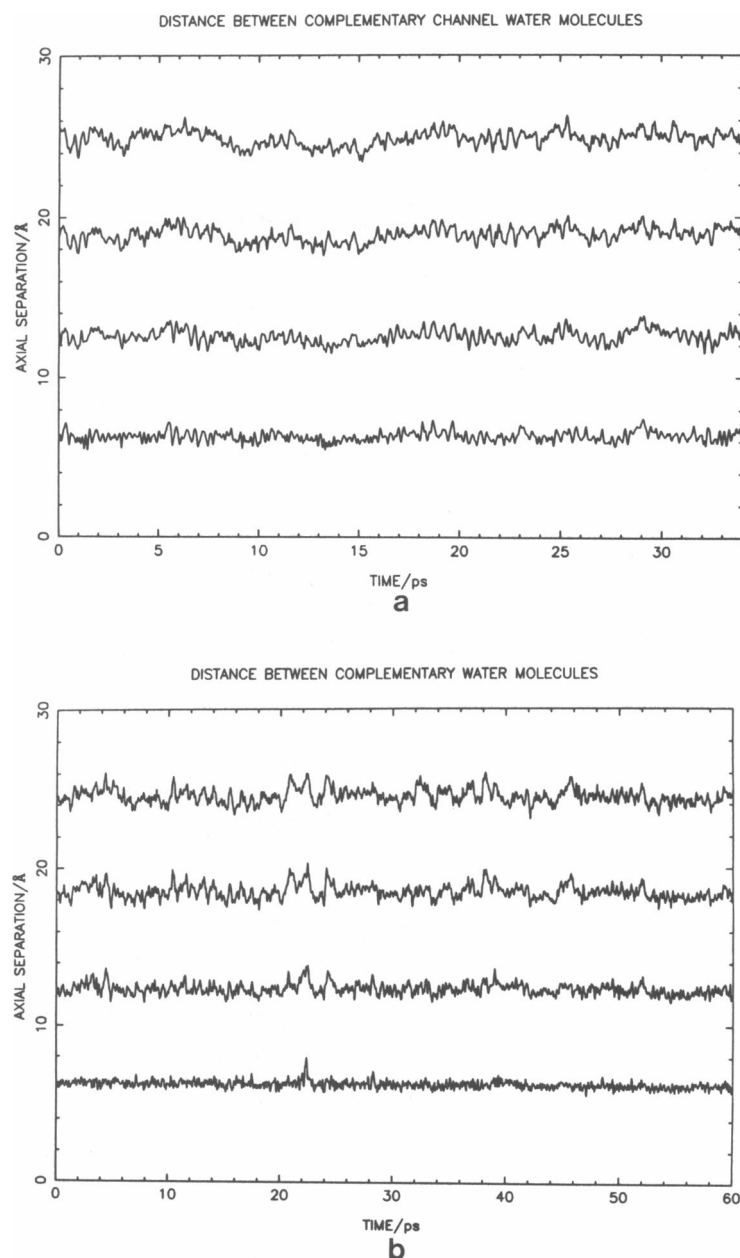 DISTANCE BETWEEN COMPLEMENTARY CHANNEL WATER MOLECULES
30
20
10
0
AXIAL SEPARATION/Å
0 5 10 15 20 25 30
TIME/ps
a
DISTANCE BETWEEN COMPLEMENTARY WATER MOLECULES
30
20
10
0
AXIAL SEPARATION/Å
0 10 20 30 40 50 60
TIME/ps
b